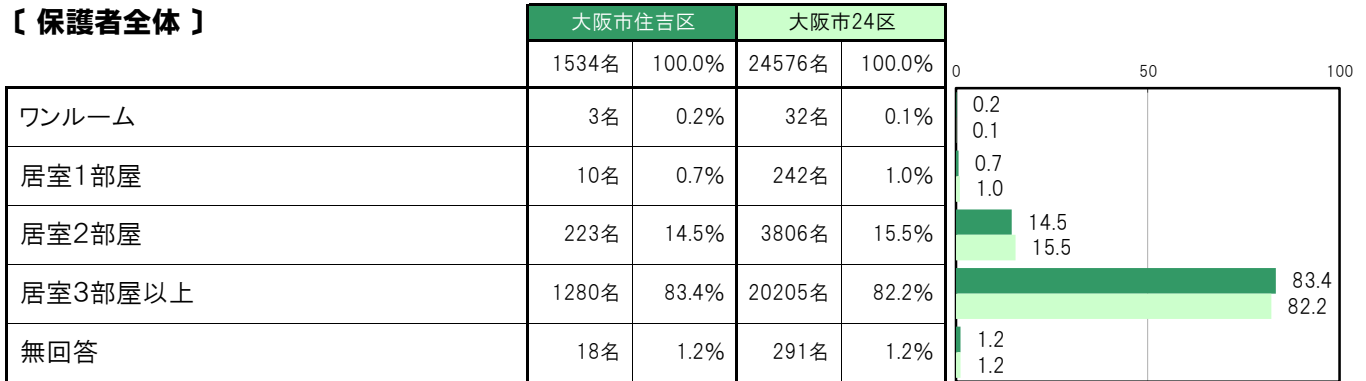 〔 保護者全体 〕
大阪市住吉区 大阪市24区
1534名 100.0% 24576名 100.0%
0 50 100
ワンルーム 3名 0.2% 32名 0.1%
0.2
0.1
居室1部屋 10名 0.7% 242名 1.0%
0.7
1.0
居室2部屋 223名 14.5% 3806名 15.5%
14.5
15.5
居室3部屋以上 1280名 83.4% 20205名 82.2%
83.4
82.2
無回答 18名 1.2% 291名 1.2%
1.2
1.2